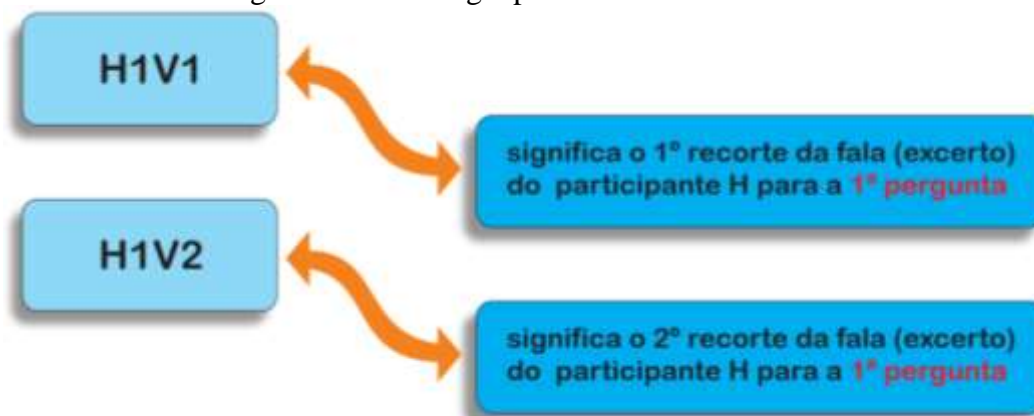 H1V1
significa o 1º recorte da fala (excerto)
do participante H para a 1ª pergunta
H1V2
significa o 2º recorte da fala (excerto)
do participante H para a 1ª pergunta